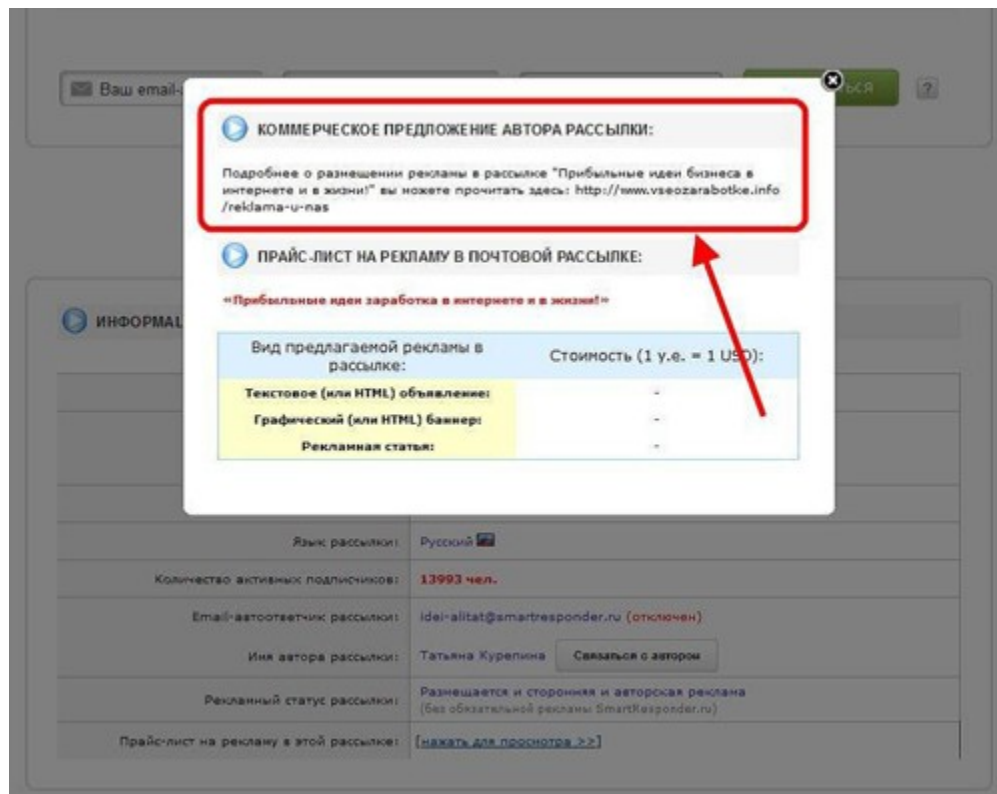 Ваш email-
ься
?
КОММЕРЧЕСКОЕ ПРЕДЛОЖЕНИЕ АВТОРА РАССЫЛКИ:
Подробнее о размещении рекламы в рассылке "Прибыльные идеи бизнеса в
интернете и в жизни!" вы можете прочитать здесь: http://www.vseozarabotke.info
/reklama-u-nas
ПРАЙС-ЛИСТ НА РЕКЛАМУ В ПОЧТОВОЙ РАССЫЛКЕ:
«Прибыльные идеи заработка в интернете и в жизни!»
ИНФОРМАЦ
Вид предлагаемой рекламы в
рассылке:
Стоимость (1 у.е. = 1 USD):
Текстовое (или HTML) объявление: -
Графический (или HTML) баннер: -
Рекламная статья: -
Язык рассылки: Русский
Количество активных подписчиков: 13993 чел.
Email-автоответчик рассылки: idei-alitat@smartresponder.ru (отключен)
Имя автора рассылки: Татьяна Курепина Связаться с автором
Рекламный статус рассылки: Размещается и сторонняя и авторская реклама
(без обязательной рекламы SmartResponder.ru)
Прайс-лист на рекламу в этой рассылке: [нажать для просмотра >>]